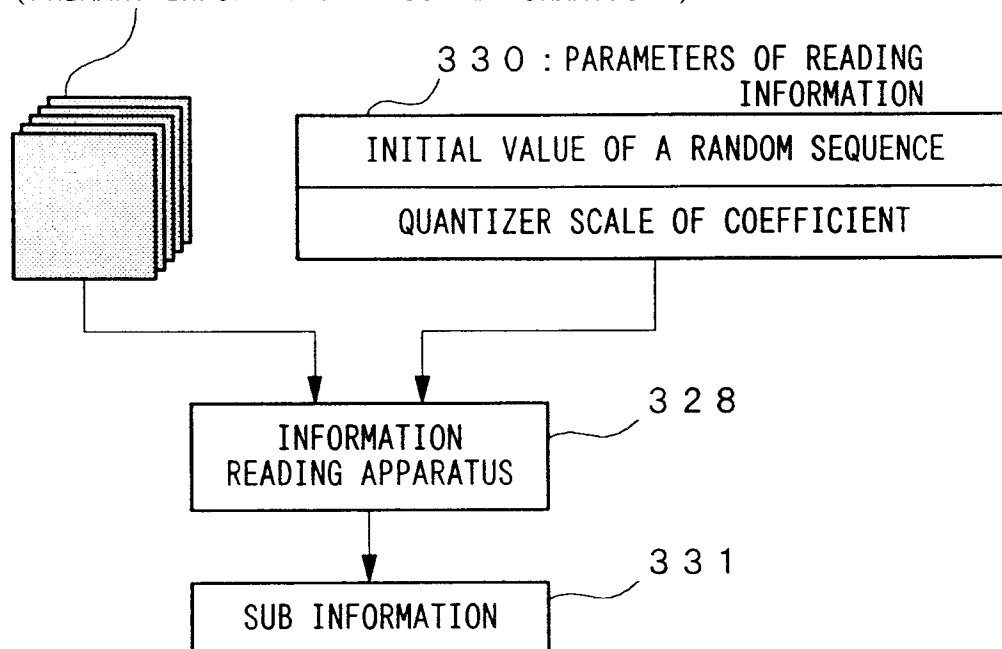 ３３０：PARAMETERS OF READING
INFORMATION
INITIAL VALUE OF A RANDOM SEQUENCE
QUANTIZER SCALE OF COEFFICIENT
３２８
INFORMATION
READING APPARATUS
３３１
SUB INFORMATION